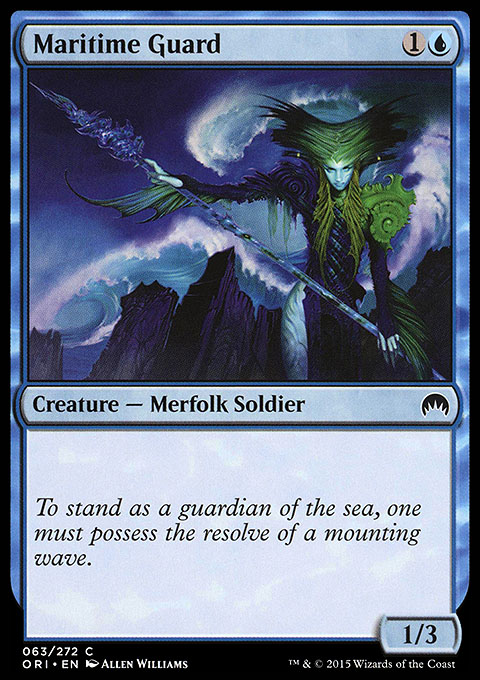 Maritime Guard 1
Creature — Merfolk Soldier
To stand as a guardian of the sea, one
must possess the resolve of a mounting
wave.
1/3
063/272 C
ORI • EN Allen Williams
™ & © 2015 Wizards of the Coast